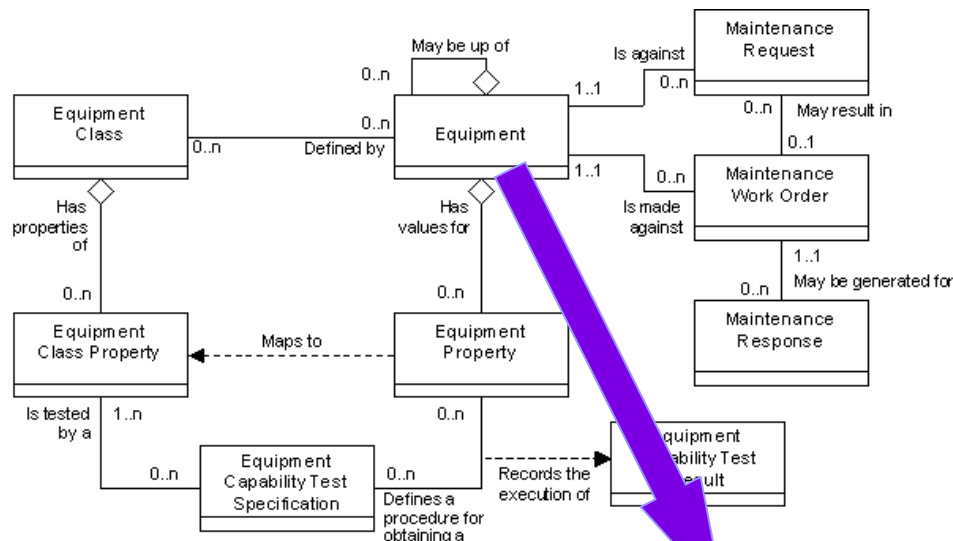 May be up of
0..n
Equipment
Class
0..n
0..n
Defined by
Equipment
1..1
Is against
0..n
Maintenance
Request
0..n
May result in
0..1
1..1
0..n
Is made
against
Maintenance
Work Order
1..1
May be generated for
0..n
Maintenance
Response
Has
properties
of
0..n
Has
values for
0..n
Equipment
Class Property
Maps to
Equipment
Property
Is tested
by a
1..n
0..n
0..n
Equipment
Capability Test
Specification
0..n
Defines a
procedure for
obtaining a
Records the
execution of
quipment
ability Test
sult